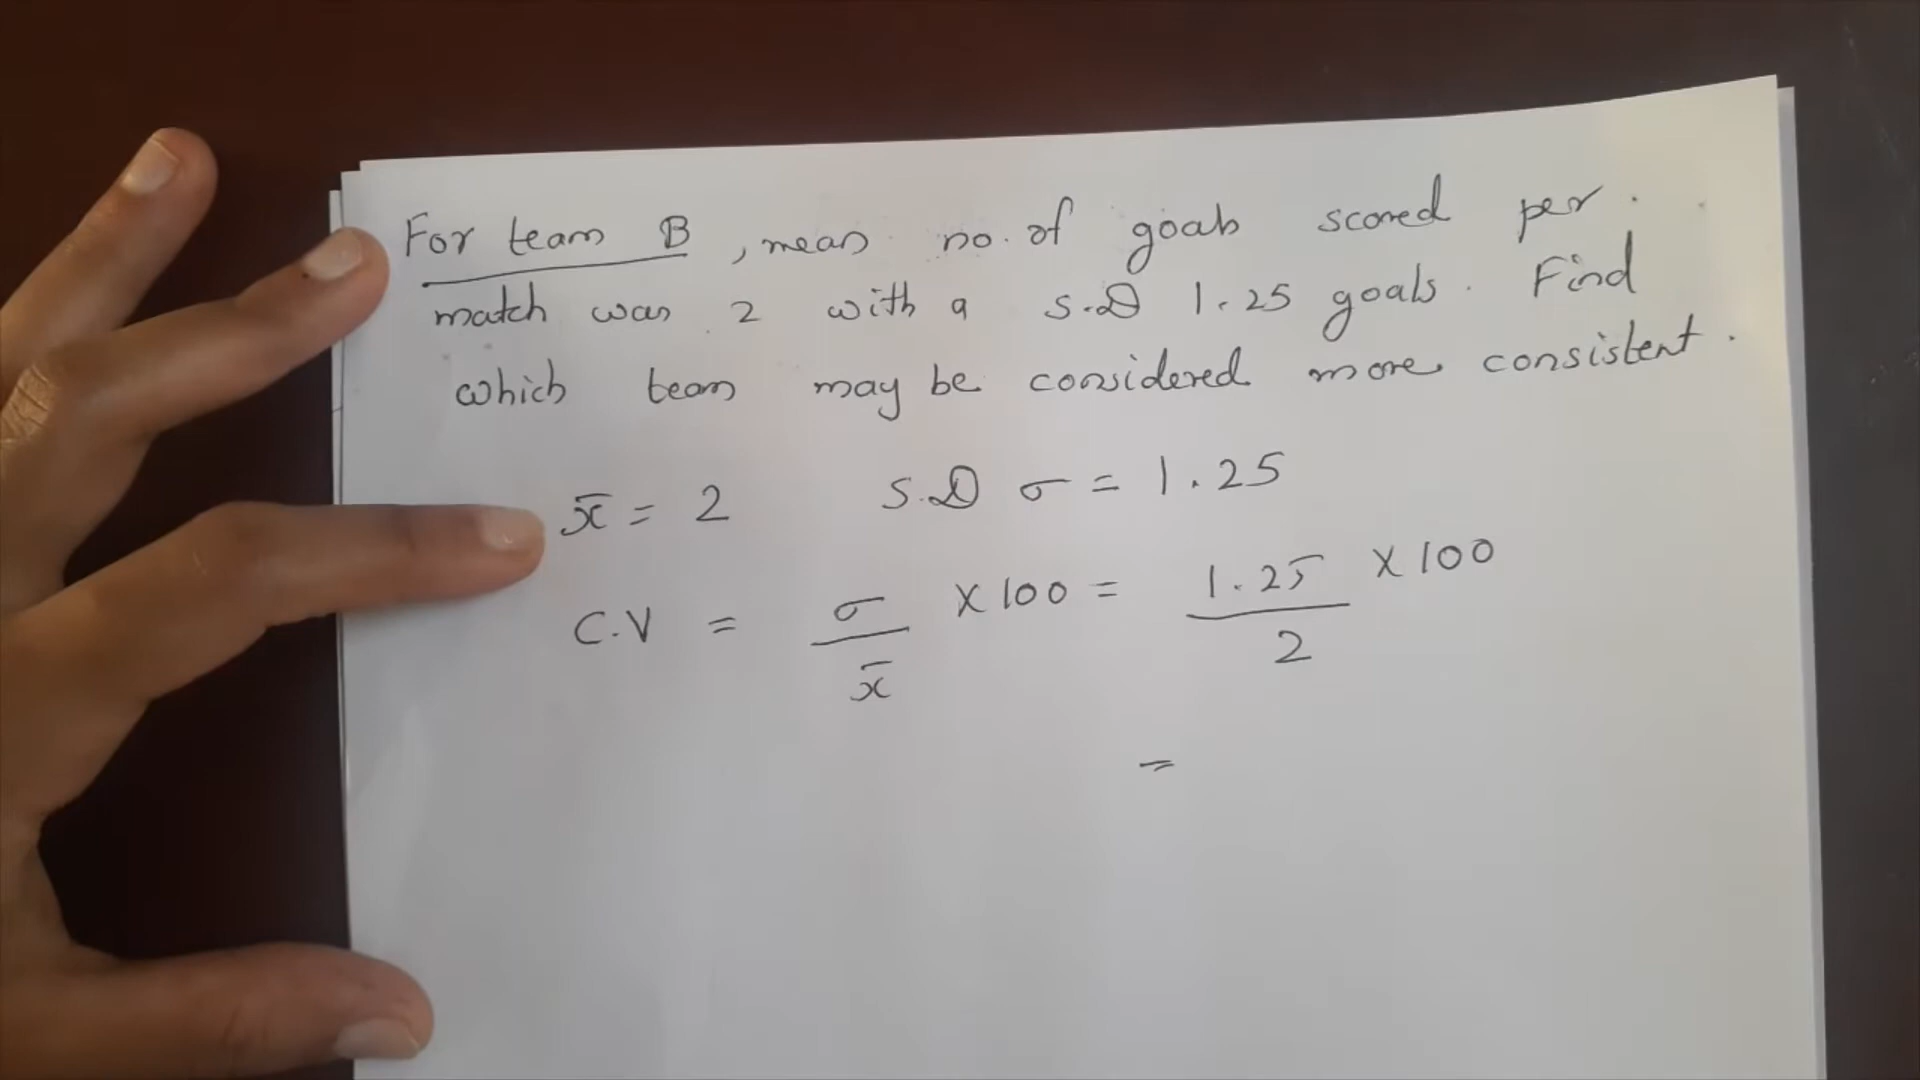 For team B, mean no. of goals scored per
match was 2 with a S.D 1.25 goals. Find
which team may be considered more consistent.
x̄ = 2 S.D σ = 1.25
C.V = σ/x̄ × 100 = 1.25/2 × 100
=